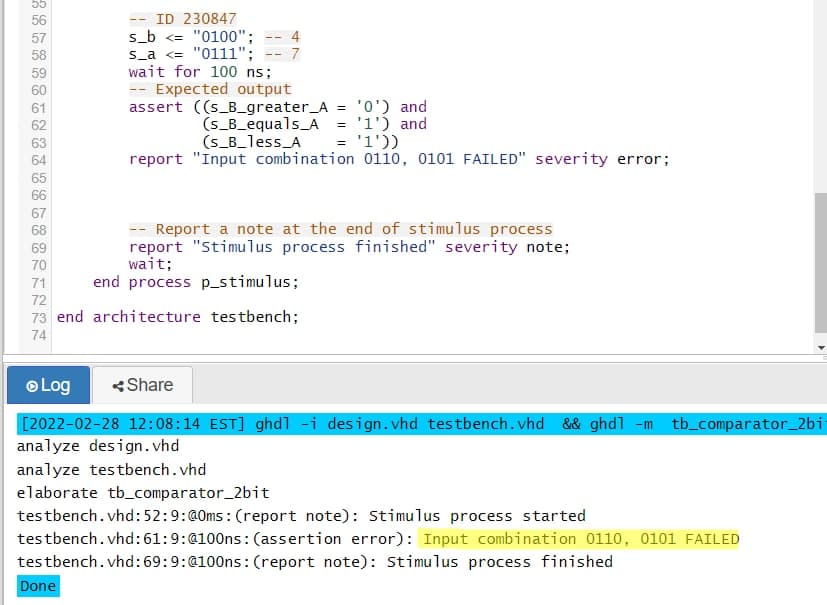 55
56 -- ID 230847
57 s_b <= "0100"; -- 4
58 s_a <= "0111"; -- 7
59 wait for 100 ns;
60 -- Expected output
61 assert ((s_B_greater_A = '0') and
62 (s_B_equals_A = '1') and
63 (s_B_less_A = '1'))
64 report "Input combination 0110, 0101 FAILED" severity error;
65
66
67
68 -- Report a note at the end of stimulus process
69 report "Stimulus process finished" severity note;
70 wait;
71 end process p_stimulus;
72
73 end architecture testbench;
74
Log Share
[2022-02-28 12:08:14 EST] ghdl -i design.vhd testbench.vhd && ghdl -m tb_comparator_2bi
analyze design.vhd
analyze testbench.vhd
elaborate tb_comparator_2bit
testbench.vhd:52:9:@0ms:(report note): Stimulus process started
testbench.vhd:61:9:@100ns:(assertion error): Input combination 0110, 0101 FAILED
testbench.vhd:69:9:@100ns:(report note): Stimulus process finished
Done